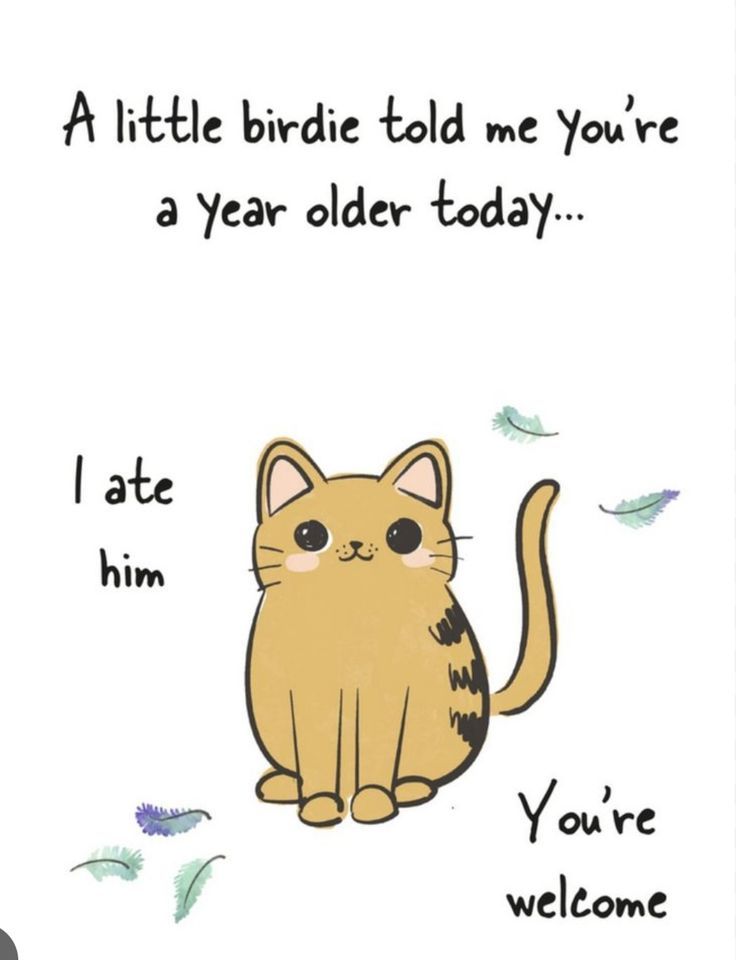 A little birdie told me you're
a year older today...
I ate
him
You're
welcome